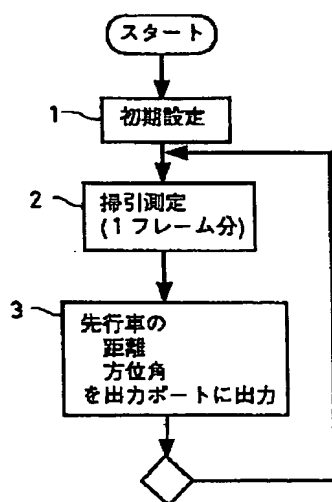 スタート
1
初期設定
2
掃引測定
(1フレーム分)
3
先行車の
距離
方位角
を出力ポートに出力